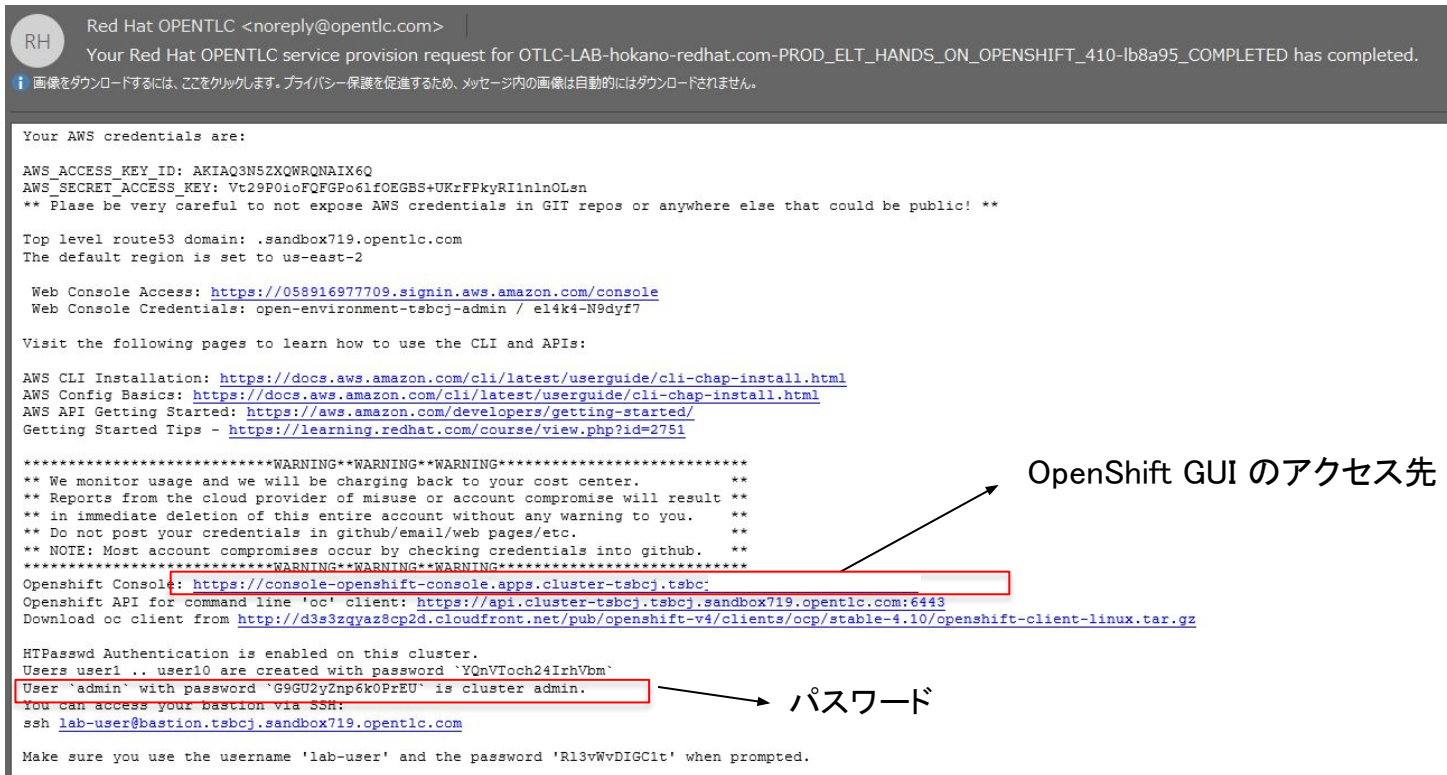 RH
Red Hat OPENTLC <noreply@opentlc.com>
Your Red Hat OPENTLC service provision request for OTLC-LAB-hokano-redhat.com-PROD_ELT_HANDS_ON_OPENSHIFT_410-lb8a95_COMPLETED has completed.
画像をダウンロードするには、ここをクリックします。プライバシー保護を促進するため、メッセージ内の画像は自動的にはダウンロードされません。
Your AWS credentials are:
AWS_ACCESS_KEY_ID: AKIAQ3N5ZXQWRQNAIX6Q
AWS_SECRET_ACCESS_KEY: Vt29P0ioFQFGPo6lfOEGBS+UKrFPkyRI1nlnOLsn
** Plase be very careful to not expose AWS credentials in GIT repos or anywhere else that could be public! **
Top level route53 domain: .sandbox719.opentlc.com
The default region is set to us-east-2
Web Console Access: https://058916977709.signin.aws.amazon.com/console
Web Console Credentials: open-environment-tsbcj-admin / el4k4-N9dyf7
Visit the following pages to learn how to use the CLI and APIs:
AWS CLI Installation: https://docs.aws.amazon.com/cli/latest/userguide/cli-chap-install.html
AWS Config Basics: https://docs.aws.amazon.com/cli/latest/userguide/cli-chap-install.html
AWS API Getting Started: https://aws.amazon.com/developers/getting-started/
Getting Started Tips - https://learning.redhat.com/course/view.php?id=2751
****************************WARNING**WARNING**WARNING****************************
** We monitor usage and we will be charging back to your cost center. **
** Reports from the cloud provider of misuse or account compromise will result **
** in immediate deletion of this entire account without any warning to you. **
** Do not post your credentials in github/email/web pages/etc. **
** NOTE: Most account compromises occur by checking credentials into github. **
****************************WARNING**WARNING**WARNING****************************
OpenShift GUI のアクセス先
Openshift Console: https://console-openshift-console.apps.cluster-tsbcj.tsbcj
Openshift API for command line 'oc' client: https://api.cluster-tsbcj.tsbcj.sandbox719.opentlc.com:6443
Download oc client from http://d3s3zqyaz8cp2d.cloudfront.net/pub/openshift-v4/clients/ocp/stable-4.10/openshift-client-linux.tar.gz
HTPasswd Authentication is enabled on this cluster.
Users user1 .. user10 are created with password `YQnVToch24IrhVbm`
User `admin` with password `G9GU2yZnp6k0PrEU` is cluster admin.
パスワード
You can access your bastion via SSH:
ssh lab-user@bastion.tsbcj.sandbox719.opentlc.com
Make sure you use the username 'lab-user' and the password 'Rl3vWvDIGC1t' when prompted.